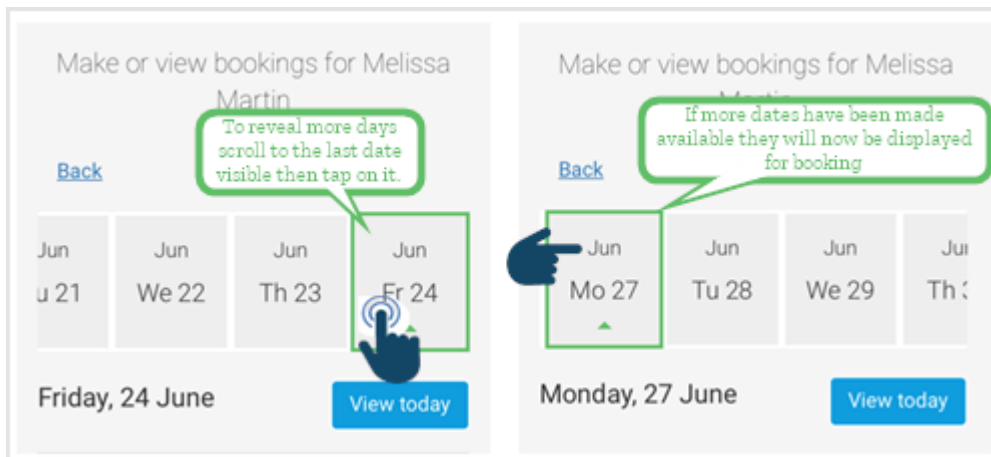 Make or view bookings for Melissa
Martin
To reveal more days
scroll to the last date
visible then tap on it.
Back
Jun
Jun
Jun
Jun
u 21
We 22
Th 23
Fr 24
Friday, 24 June
View today
Make or view bookings for Melissa
If more dates have been made
available they will now be displayed
for booking
Back
Jun
Jun
Jun
Mo 27
Tu 28
We 29
Th
Monday, 27 June
View today